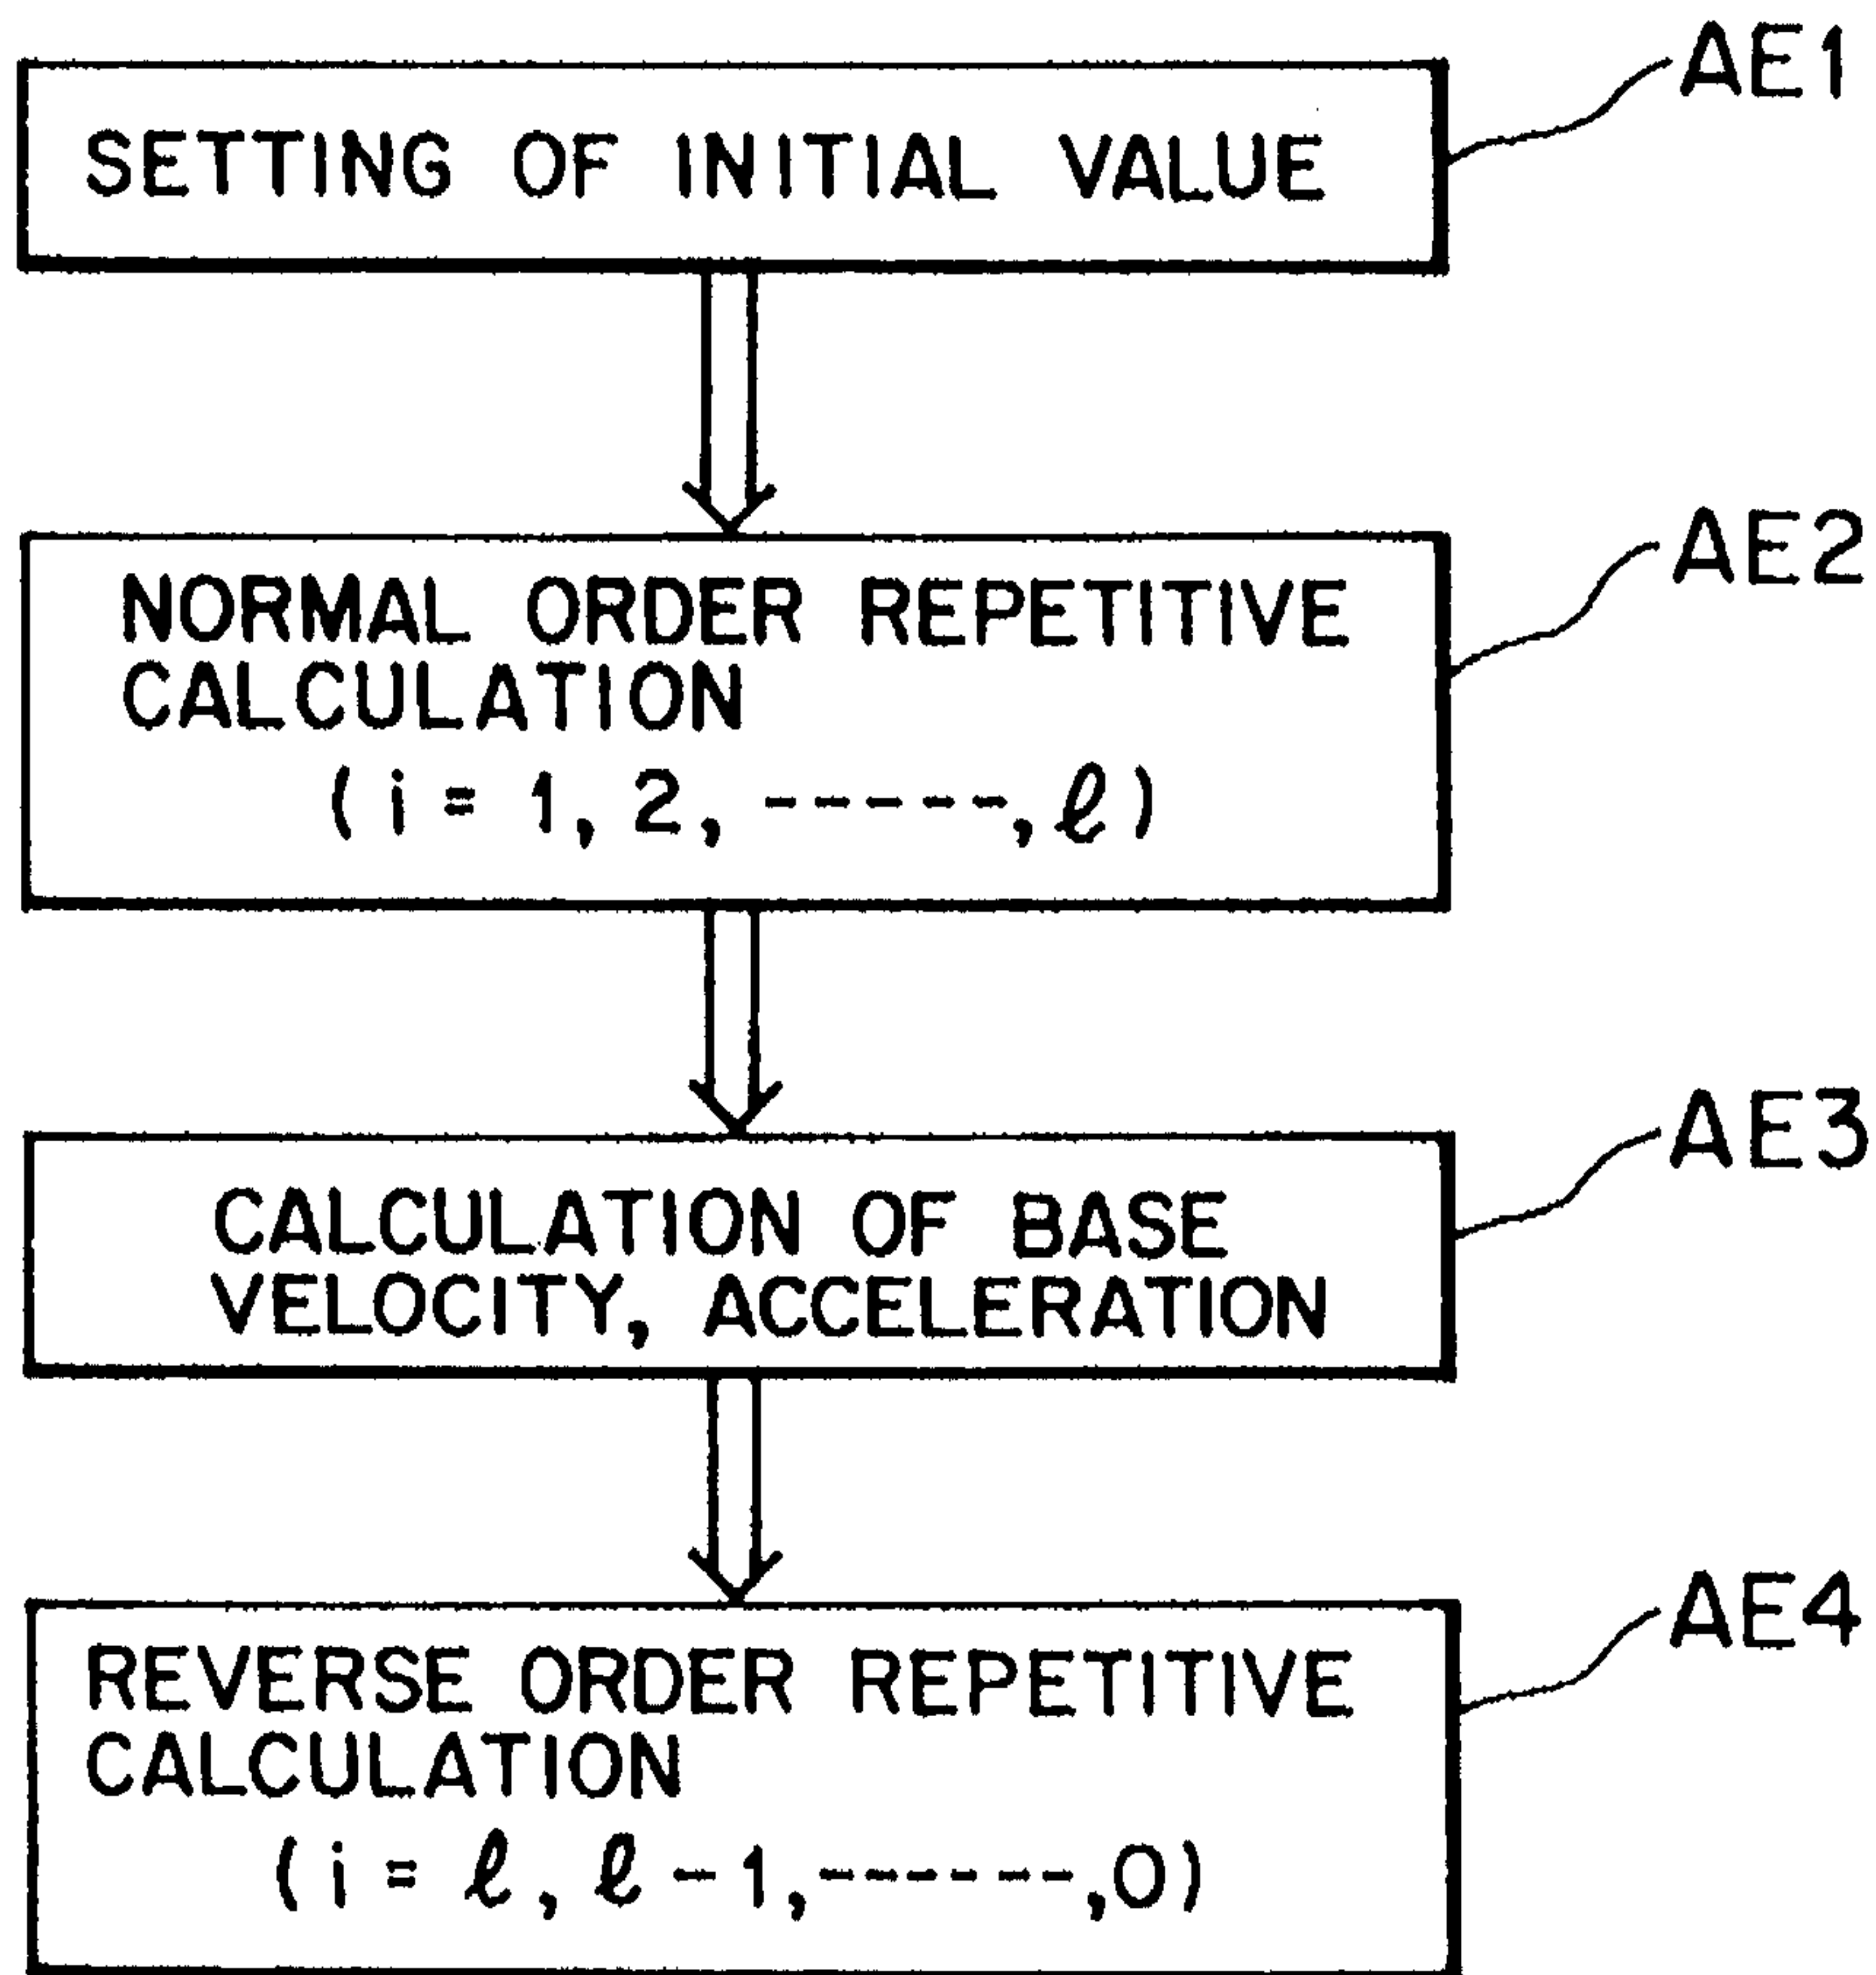 AE1
SETTING OF INITIAL VALUE
AE2
NORMAL ORDER REPETITIVE
CALCULATION
( i = 1, 2, -----, ℓ )
AE3
CALCULATION OF BASE
VELOCITY, ACCELERATION
AE4
REVERSE ORDER REPETITIVE
CALCULATION
( i = ℓ, ℓ - 1, ------, 0)